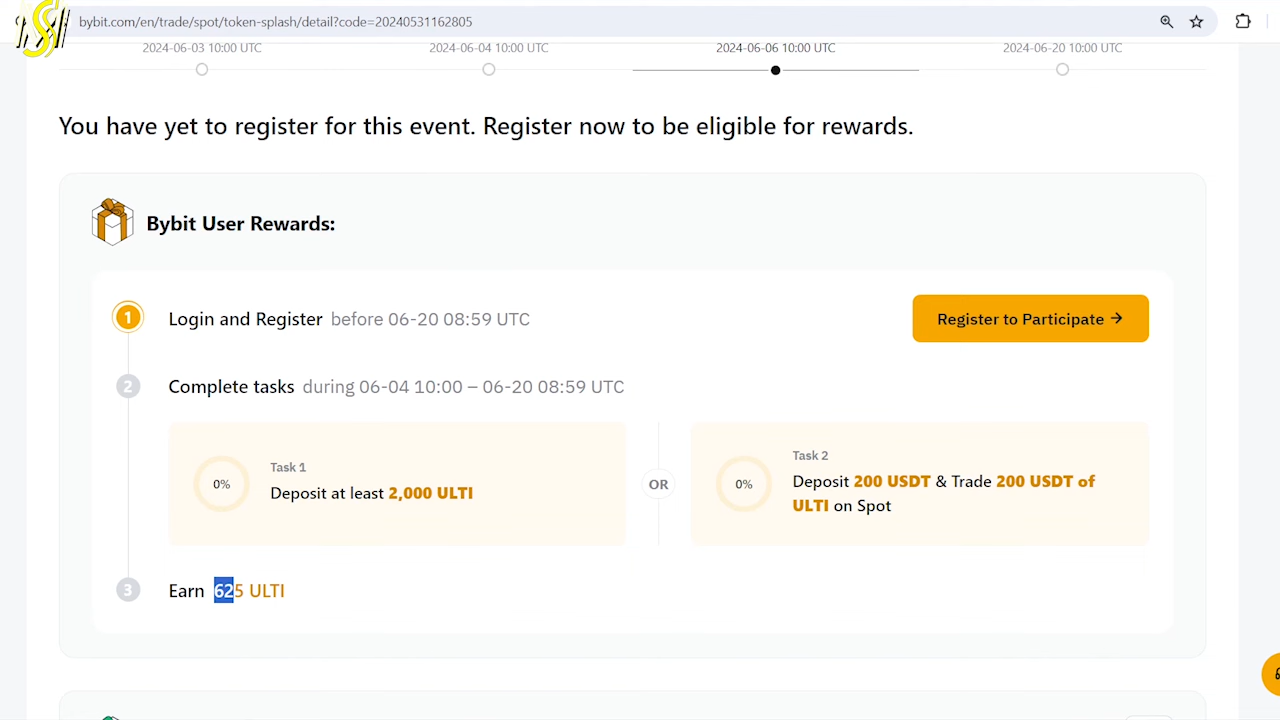 bybit.com/en/trade/spot/token-splash/detail?code=20240531162805
2024-06-03 10:00 UTC
2024-06-04 10:00 UTC
2024-06-06 10:00 UTC
2024-06-20 10:00 UTC
You have yet to register for this event. Register now to be eligible for rewards.
Bybit User Rewards:
1
Login and Register before 06-20 08:59 UTC
Register to Participate →
2
Complete tasks during 06-04 10:00 – 06-20 08:59 UTC
0%
Task 1
Deposit at least 2,000 ULTI
OR
0%
Task 2
Deposit 200 USDT & Trade 200 USDT of
ULTI on Spot
3
Earn 625 ULTI